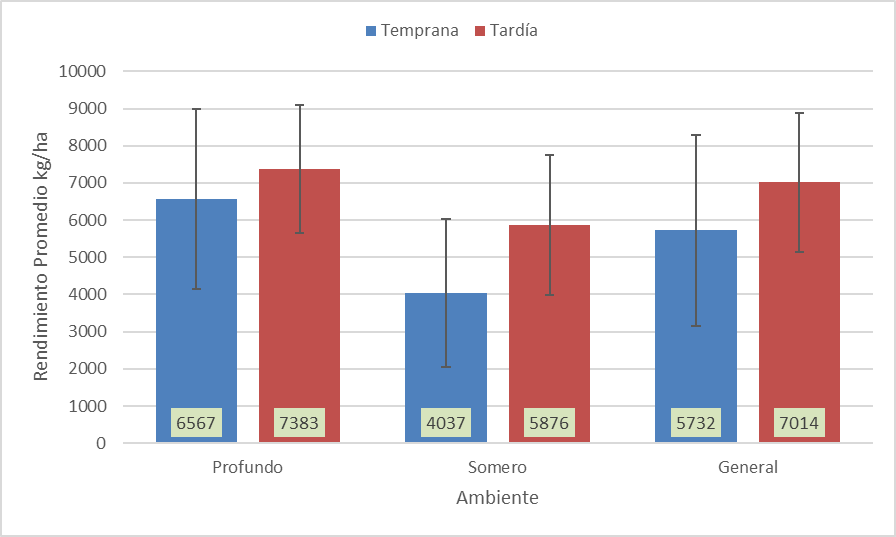 Temprana Tardía
Rendimiento Promedio kg/ha
10000
9000
8000
7000
6000
5000
4000
3000
2000
1000
0
6567 7383 4037 5876 5732 7014
Profundo Somero General
Ambiente